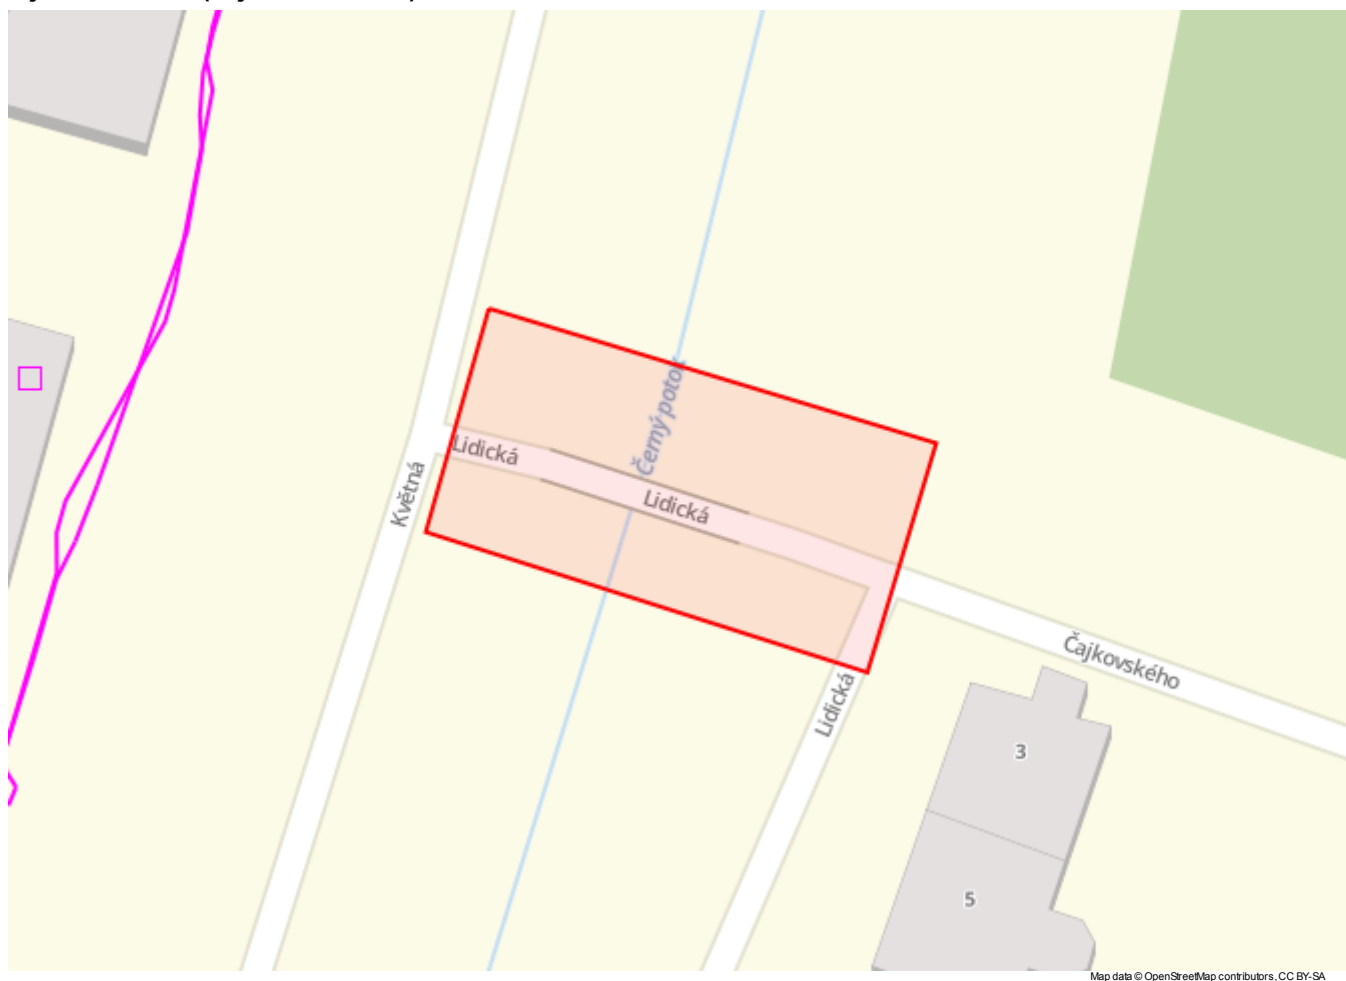 Černý potok
Lidická
Květná
Lidická
Čajkovského
Lidická
3
5
Map data © OpenStreetMap contributors, CC BY-SA